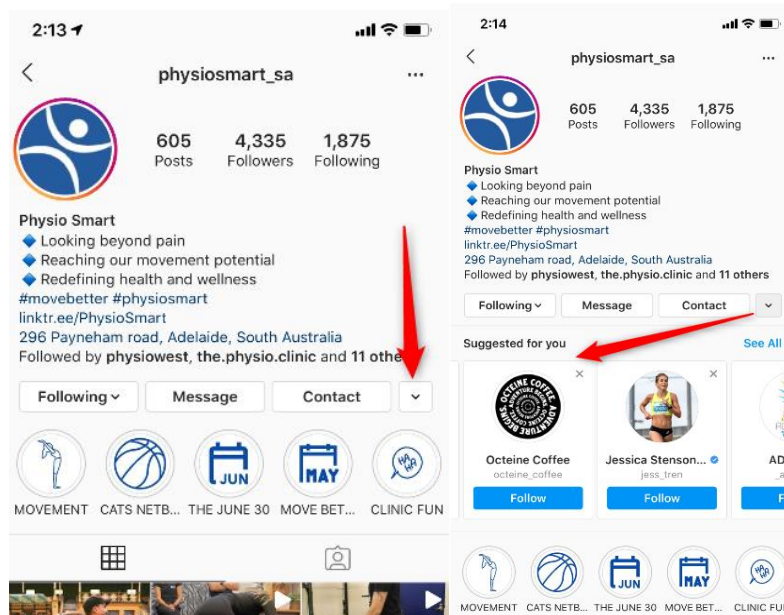 2:13
physiosmart_sa
605 4,335 1,875
Posts Followers Following
Physio Smart
Looking beyond pain
Reaching our movement potential
Redefining health and wellness
#movebetter #physiosmart
linktr.ee/PhysioSmart
296 Payneham road, Adelaide, South Australia
Followed by physiowest, the.physio.clinic and 11 othe
Following Message Contact
JUN MAY HAHA
MOVEMENT CATS NETB... THE JUNE 30 MOVE BET... CLINIC FUN
2:14
physiosmart_sa
605 4,335 1,875
Posts Followers Following
Physio Smart
Looking beyond pain
Reaching our movement potential
Redefining health and wellness
#movebetter #physiosmart
linktr.ee/PhysioSmart
296 Payneham road, Adelaide, South Australia
Followed by physiowest, the.physio.clinic and 11 others
Following Message Contact
Suggested for you See All
OCTEINE COFFEE. ADVENTURE BEGINS.
Octeine Coffee Jessica Stenson... AD
octeine_coffee jess_tren
Follow Follow F
JUN MAY
MOVEMENT CATS NETB... THE JUNE 30 MOVE BET... CLINIC FU